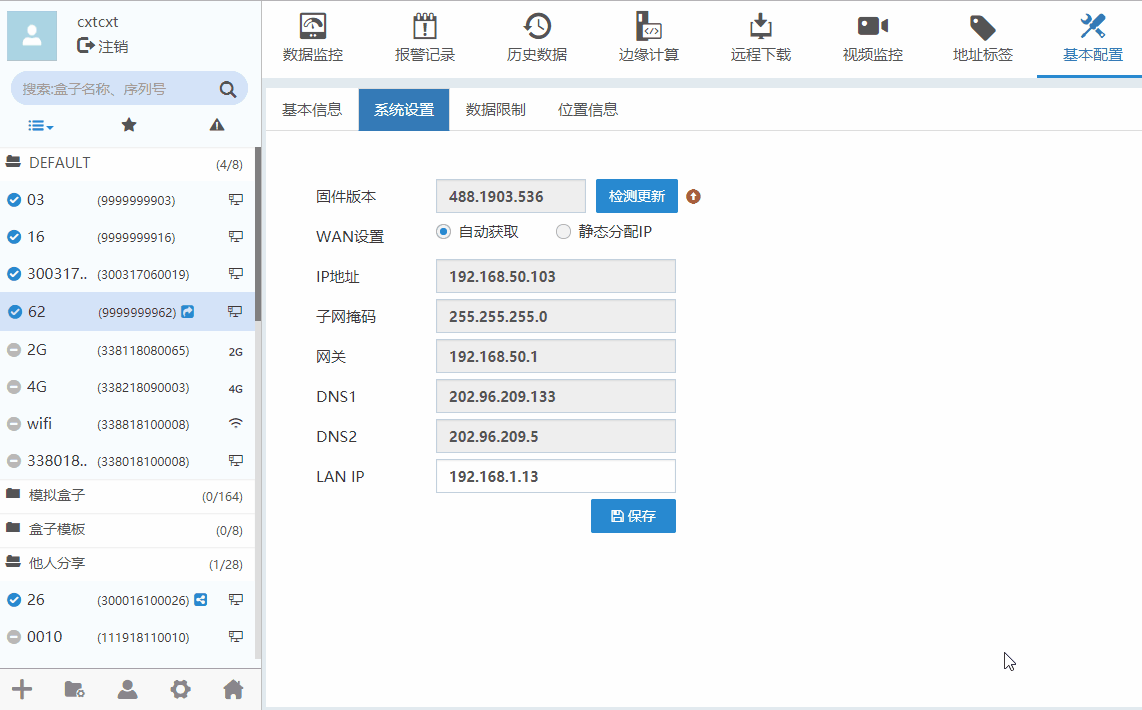 cxtcxt
注销
搜索:盒子名称、序列号
DEFAULT (4/8)
03 (9999999903)
16 (9999999916)
300317.. (300317060019)
62 (9999999962)
2G (338118080065) 2G
4G (338218090003) 4G
wifi (338818100008)
338018.. (338018100008)
模拟盒子 (0/164)
盒子模板 (0/8)
他人分享 (1/28)
26 (300016100026)
0010 (111918110010)
数据监控 报警记录 历史数据 边缘计算 远程下载 视频监控 地址标签 基本配置
基本信息 系统设置 数据限制 位置信息
固件版本 488.1903.536 检测更新
WAN设置 自动获取 静态分配IP
IP地址 192.168.50.103
子网掩码 255.255.255.0
网关 192.168.50.1
DNS1 202.96.209.133
DNS2 202.96.209.5
LAN IP 192.168.1.13
保存